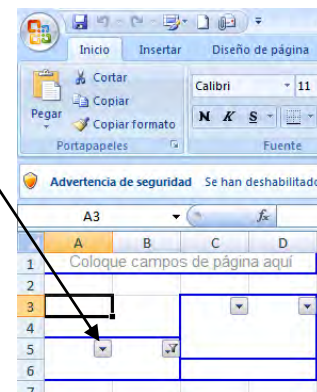 Inicio Insertar Diseño de página
Cortar
Copiar
Copiar formato
Pegar
Portapapeles
Calibri 11
N K S
Fuente
Advertencia de seguridad Se han deshabilitado
A3 fx
A B C D
1 Coloque campos de página aquí
2
3
4
5
6
7